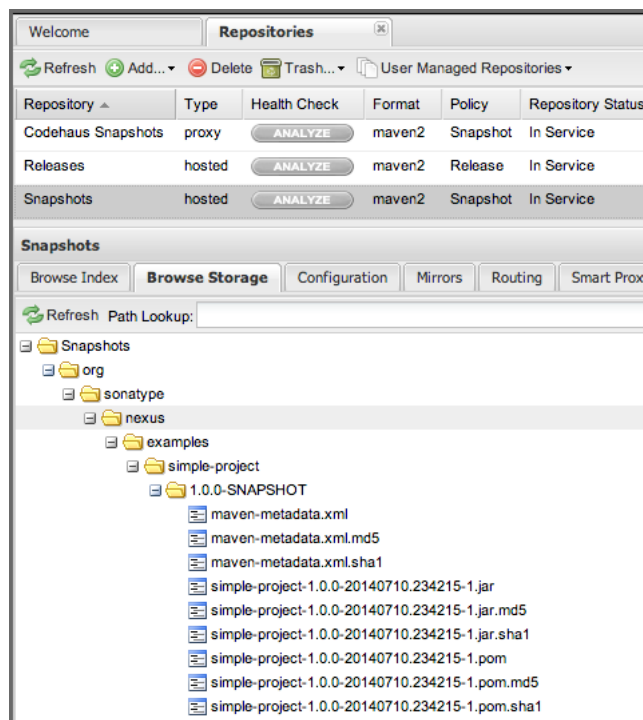 Welcome Repositories
Refresh Add... Delete Trash... User Managed Repositories
Repository Type Health Check Format Policy Repository Status
Codehaus Snapshots proxy ANALYZE maven2 Snapshot In Service
Releases hosted ANALYZE maven2 Release In Service
Snapshots hosted ANALYZE maven2 Snapshot In Service
Snapshots
Browse Index Browse Storage Configuration Mirrors Routing Smart Prox
Refresh Path Lookup:
Snapshots
org
sonatype
nexus
examples
simple-project
1.0.0-SNAPSHOT
maven-metadata.xml
maven-metadata.xml.md5
maven-metadata.xml.sha1
simple-project-1.0.0-20140710.234215-1.jar
simple-project-1.0.0-20140710.234215-1.jar.md5
simple-project-1.0.0-20140710.234215-1.jar.sha1
simple-project-1.0.0-20140710.234215-1.pom
simple-project-1.0.0-20140710.234215-1.pom.md5
simple-project-1.0.0-20140710.234215-1.pom.sha1